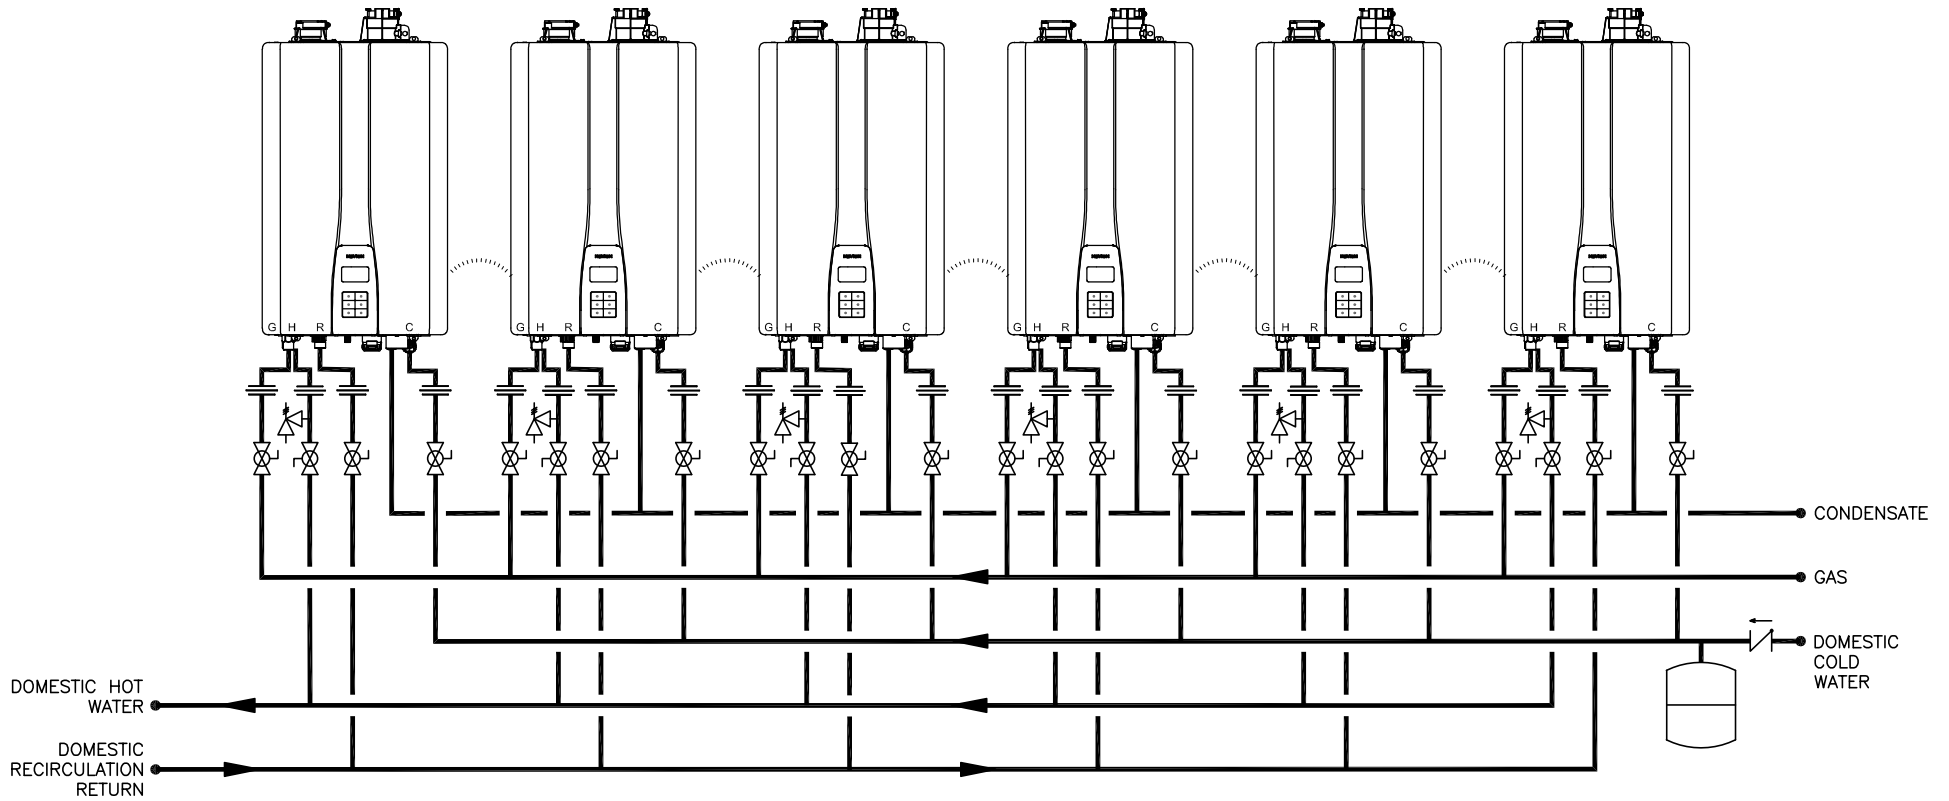 G H R C
G H R C
G H R C
G H R C
G H R C
G H R C
CONDENSATE
GAS
DOMESTIC
COLD
WATER
DOMESTIC HOT
WATER
DOMESTIC
RECIRCULATION
RETURN